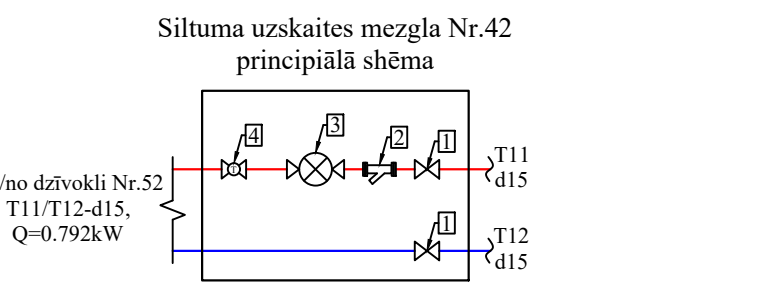 Siltuma uzskaites mezgla Nr.42
principiālā shēma
4
3
2
1
T11
d15
/no dzīvokli Nr.52
T11/T12-d15,
Q=0.792kW
1
T12
d15
T